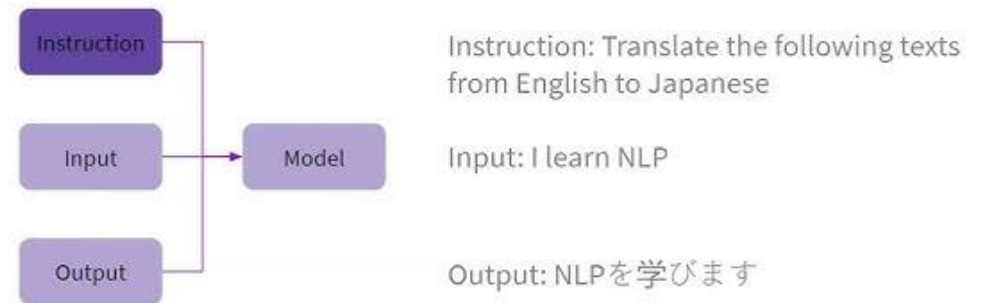 Instruction
Instruction: Translate the following texts
from English to Japanese
Input
Model
Input: I learn NLP
Output
Output: NLPを学びます